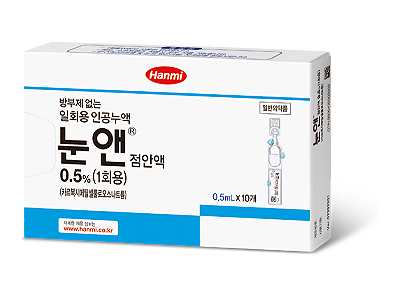 Hanmi
방부제 없는
일회용 인공누액
눈앤® 점안액
0.5% (1회용)
(카르복시메틸셀룰로오스나트륨)
일반의약품
0.5mL X 10개
www.hanmi.co.kr